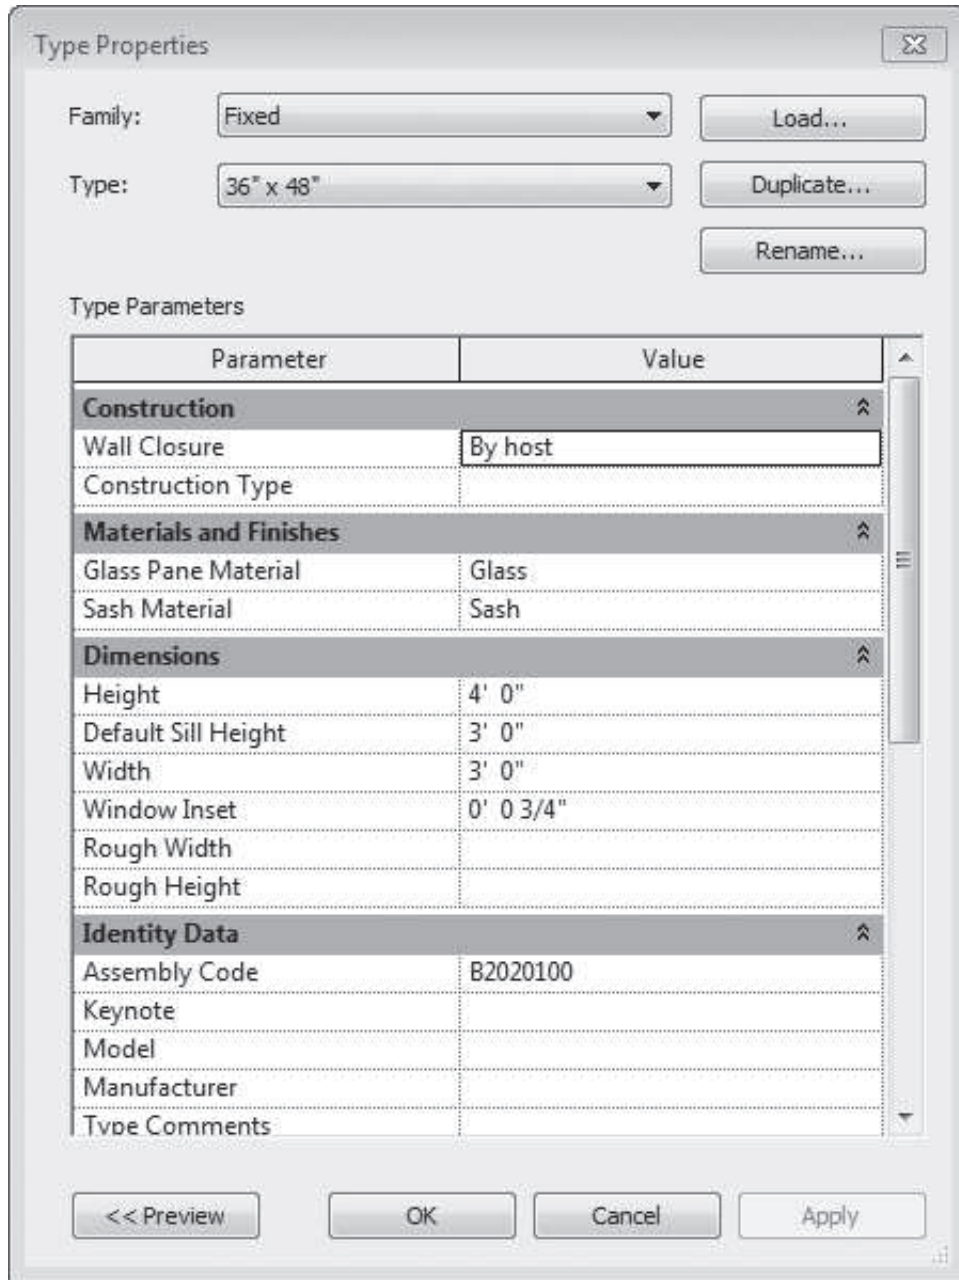 Type Properties
Family: Fixed Load...
Type: 36" x 48" Duplicate...
Rename...
Type Parameters
Parameter Value
Construction
Wall Closure By host
Construction Type
Materials and Finishes
Glass Pane Material Glass
Sash Material Sash
Dimensions
Height 4' 0"
Default Sill Height 3' 0"
Width 3' 0"
Window Inset 0' 0 3/4"
Rough Width
Rough Height
Identity Data
Assembly Code B2020100
Keynote
Model
Manufacturer
Type Comments
<< Preview OK Cancel Apply